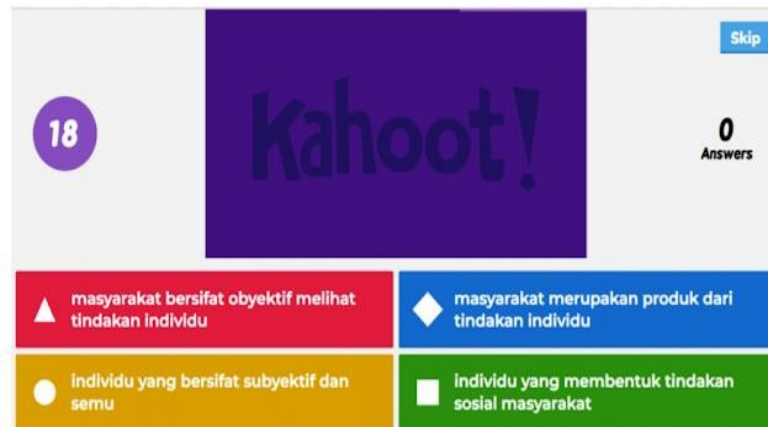 Skip
18
Kahoot!
0
Answers
masyarakat bersifat obyektif melihat
tindakan individu
masyarakat merupakan produk dari
tindakan individu
individu yang bersifat subyektif dan
semu
individu yang membentuk tindakan
sosial masyarakat